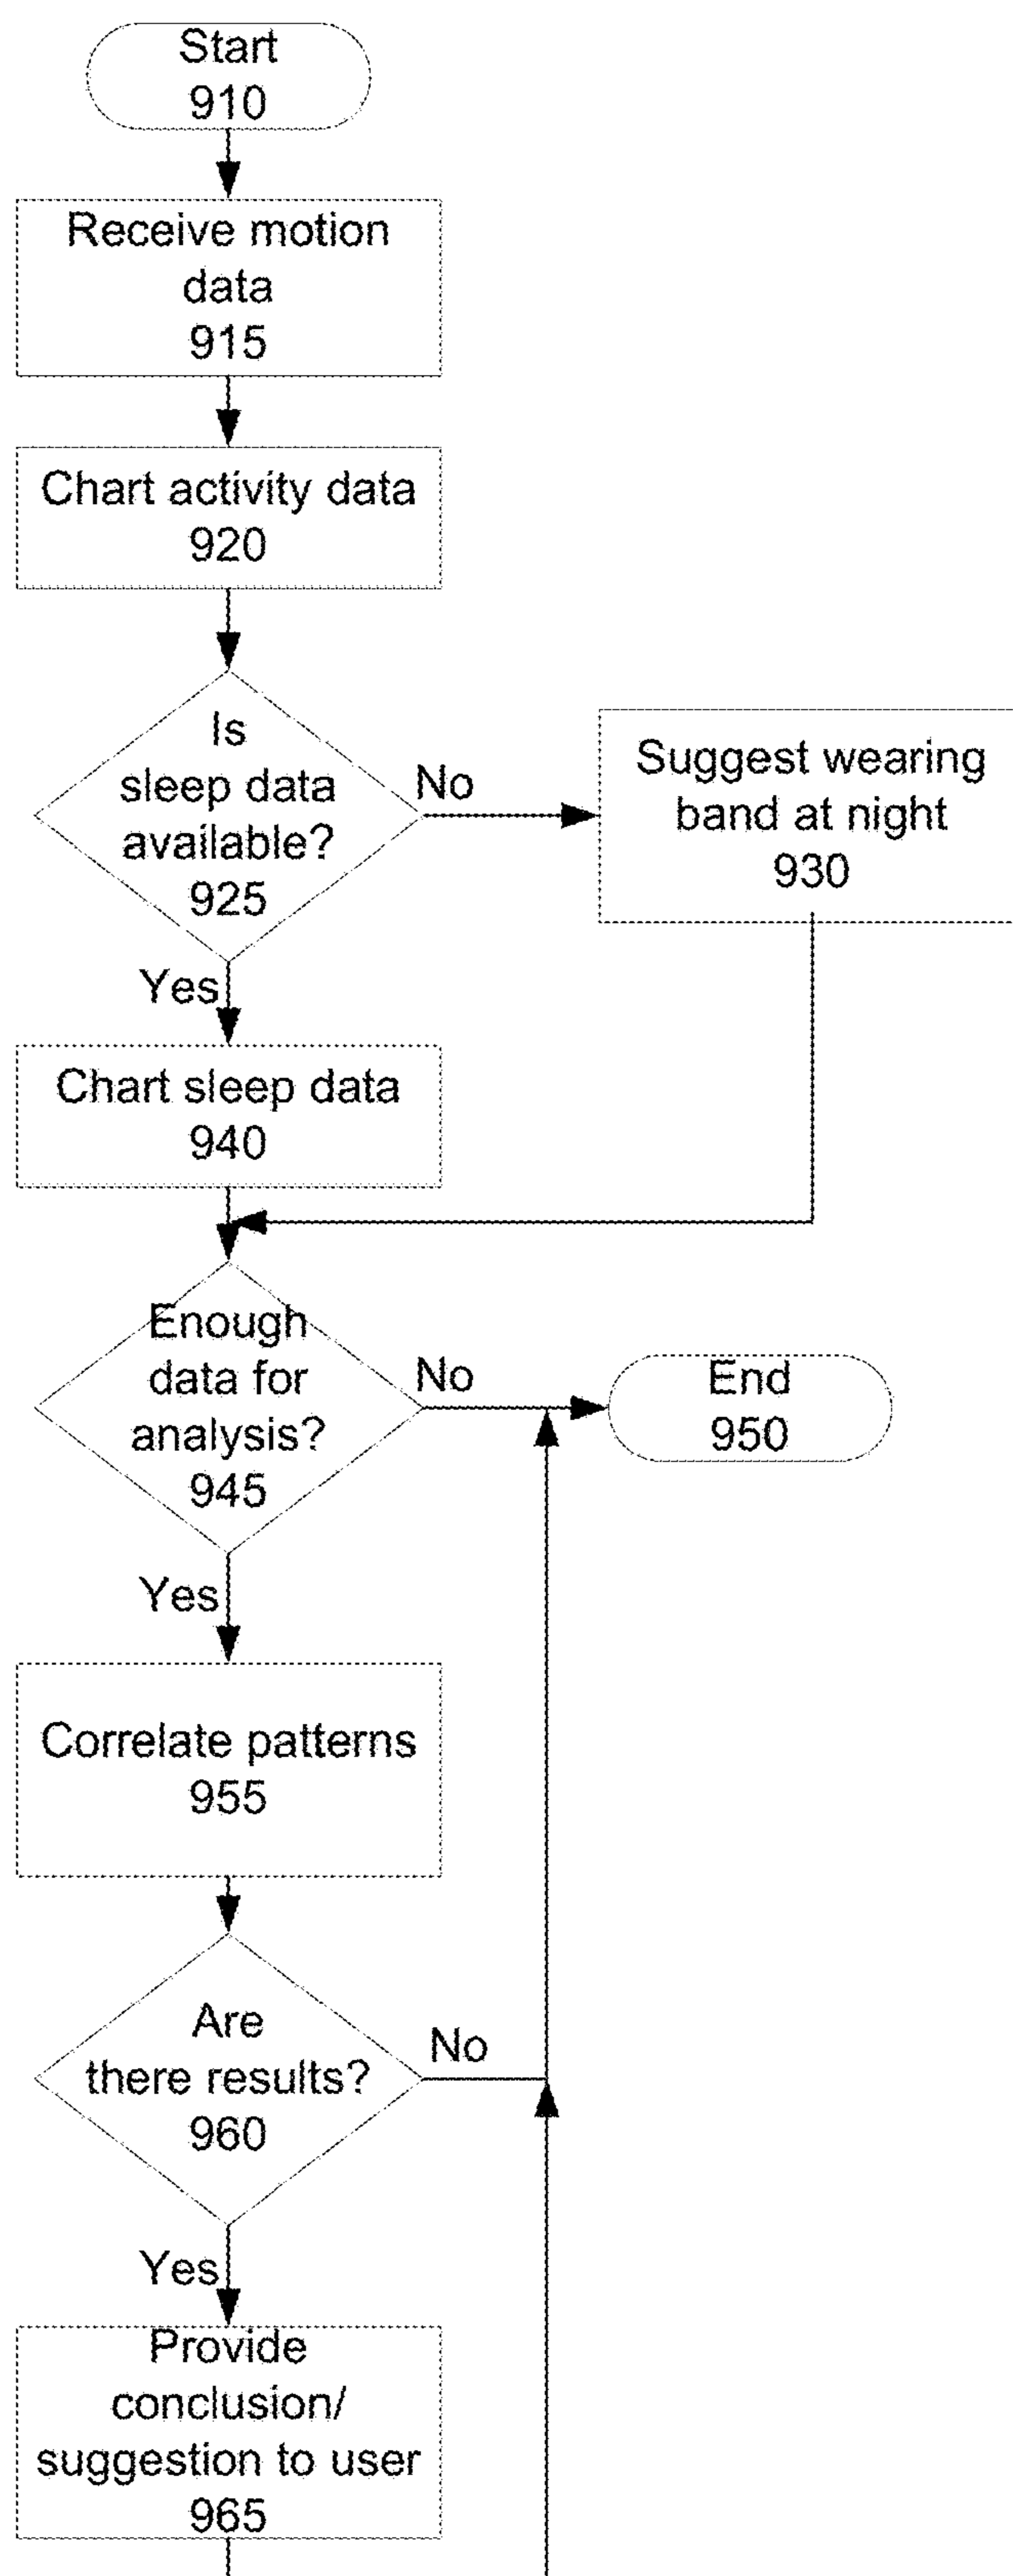 Start
910
Receive motion
data
915
Chart activity data
920
Is
sleep data
available?
925
No
Suggest wearing
band at night
930
Yes
Chart sleep data
940
Enough
data for
analysis?
945
No
End
950
Yes
Correlate patterns
955
Are
there results?
960
No
Yes
Provide
conclusion/
suggestion to user
965